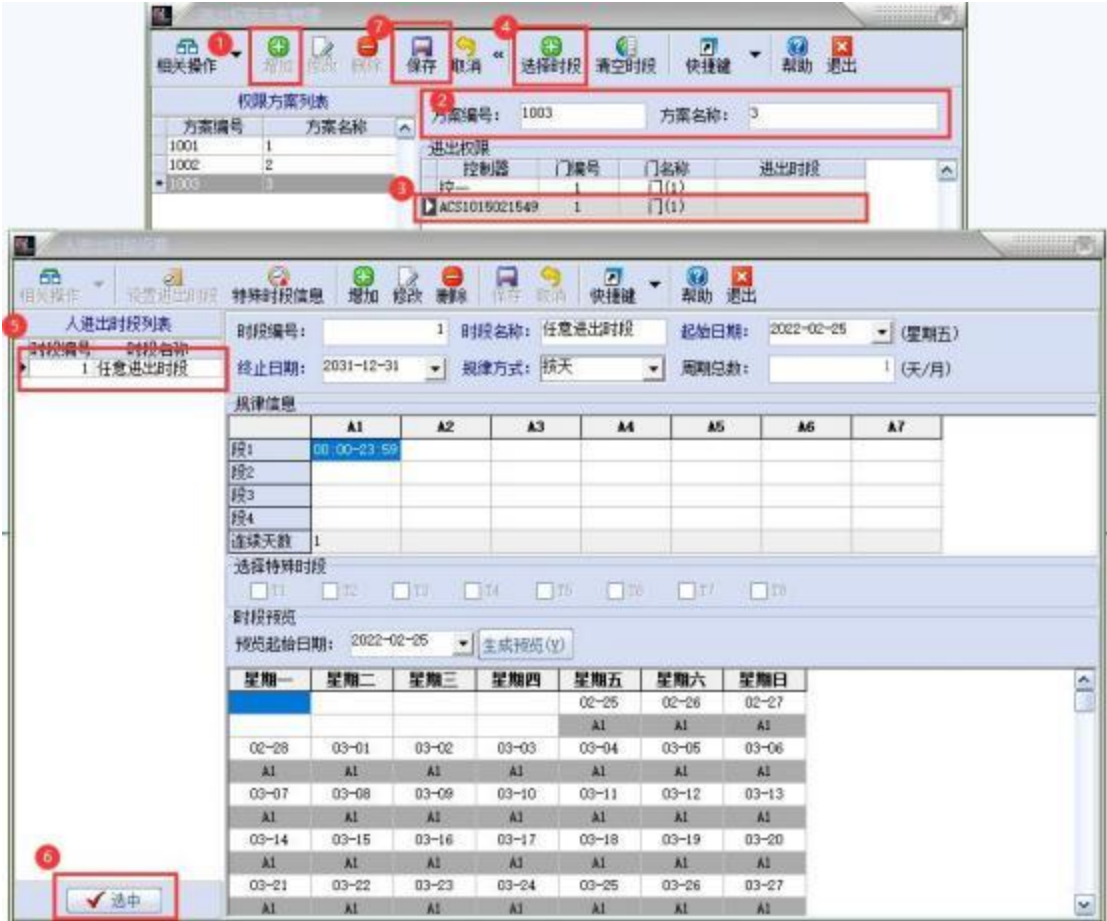 1 7 4
相关操作 增加 修改 删除 保存 取消 « 选择时段 清空时段 快捷键 帮助 退出
权限方案列表
方案编号 方案名称
1001 1
1002 2
1003 3
2
方案编号: 1003 方案名称: 3
进出权限
控制器 门编号 门名称 进出时段
控一 1 门(1)
3
ACS1015021549 1 门(1)
人进出时段设置
相关操作 设置进出时段 特殊时段信息 增加 修改 删除 保存 取消 快捷键 帮助 退出
5
人进出时段列表
时段编号 时段名称
1 任意进出时段
时段编号: 1 时段名称: 任意进出时段 起始日期: 2022-02-25 (星期五)
终止日期: 2031-12-31 规律方式: 按天 周期总数: 1 (天/月)
规律信息
A1 A2 A3 A4 A5 A6 A7
段1 00:00-23:59
段2
段3
段4
连续天数 1
选择特殊时段
T1 T2 T3 T4 T5 T6 T7 T8
时段预览
预览起始日期: 2022-02-25 生成预览(Y)
星期一 星期二 星期三 星期四 星期五 星期六 星期日
02-25 02-26 02-27
A1 A1 A1
02-28 03-01 03-02 03-03 03-04 03-05 03-06
A1 A1 A1 A1 A1 A1 A1
03-07 03-08 03-09 03-10 03-11 03-12 03-13
A1 A1 A1 A1 A1 A1 A1
03-14 03-15 03-16 03-17 03-18 03-19 03-20
A1 A1 A1 A1 A1 A1 A1
03-21 03-22 03-23 03-24 03-25 03-26 03-27
A1 A1 A1 A1 A1 A1 A1
6
选中